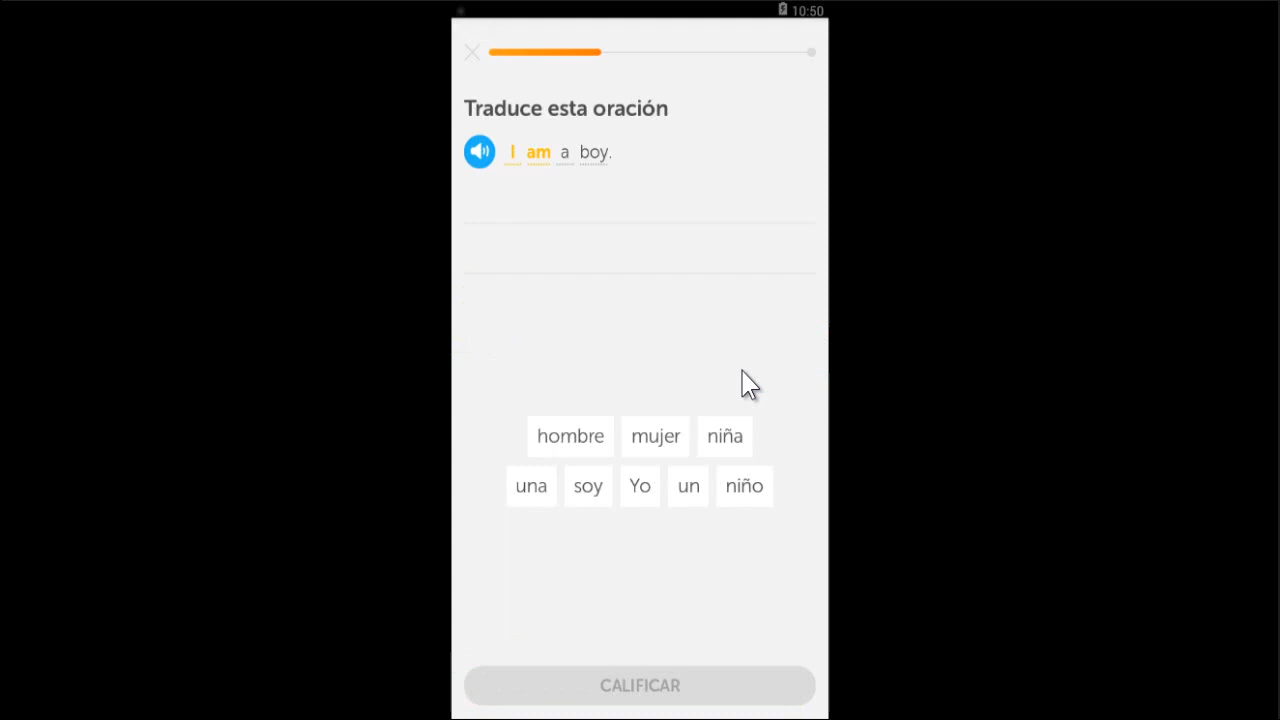 10:50
Traduce esta oración
I am a boy.
hombre mujer niña
una soy Yo un niño
CALIFICAR